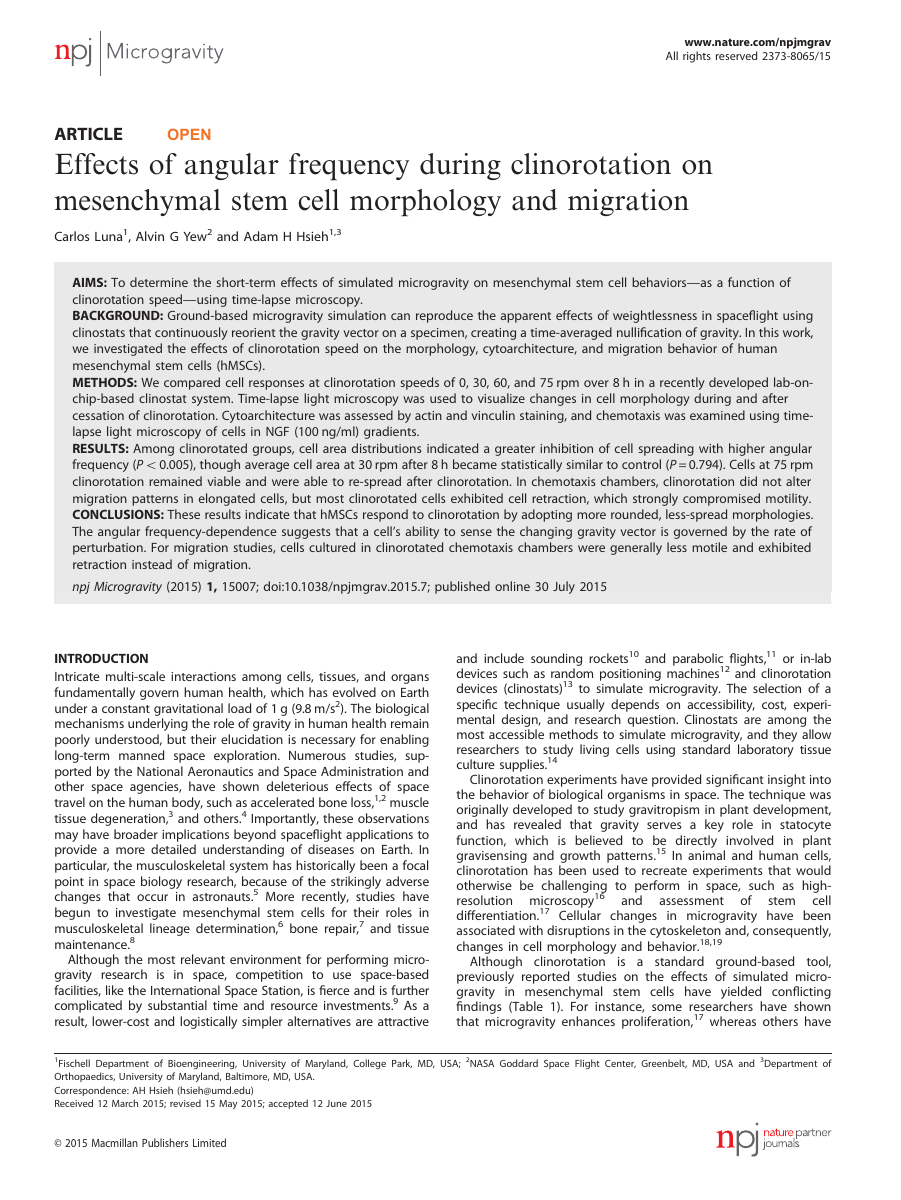 npj Microgravity
www.nature.com/npjmgrav
All rights reserved 2373-8065/15
ARTICLE OPEN
Effects of angular frequency during clinorotation on
mesenchymal stem cell morphology and migration
Carlos Luna1, Alvin G Yew2 and Adam H Hsieh1,3
AIMS: To determine the short-term effects of simulated microgravity on mesenchymal stem cell behaviors—as a function of
clinorotation speed—using time-lapse microscopy.
BACKGROUND: Ground-based microgravity simulation can reproduce the apparent effects of weightlessness in spaceflight using
clinostats that continuously reorient the gravity vector on a specimen, creating a time-averaged nullification of gravity. In this work,
we investigated the effects of clinorotation speed on the morphology, cytoarchitecture, and migration behavior of human
mesenchymal stem cells (hMSCs).
METHODS: We compared cell responses at clinorotation speeds of 0, 30, 60, and 75 rpm over 8 h in a recently developed lab-on-
chip-based clinostat system. Time-lapse light microscopy was used to visualize changes in cell morphology during and after
cessation of clinorotation. Cytoarchitecture was assessed by actin and vinculin staining, and chemotaxis was examined using time-
lapse light microscopy of cells in NGF (100 ng/ml) gradients.
RESULTS: Among clinorotated groups, cell area distributions indicated a greater inhibition of cell spreading with higher angular
frequency (P < 0.005), though average cell area at 30 rpm after 8 h became statistically similar to control (P = 0.794). Cells at 75 rpm
clinorotation remained viable and were able to re-spread after clinorotation. In chemotaxis chambers, clinorotation did not alter
migration patterns in elongated cells, but most clinorotated cells exhibited cell retraction, which strongly compromised motility.
CONCLUSIONS: These results indicate that hMSCs respond to clinorotation by adopting more rounded, less-spread morphologies.
The angular frequency-dependence suggests that a cell's ability to sense the changing gravity vector is governed by the rate of
perturbation. For migration studies, cells cultured in clinorotated chemotaxis chambers were generally less motile and exhibited
retraction instead of migration.
npj Microgravity (2015) 1, 15007; doi:10.1038/npjmgrav.2015.7; published online 30 July 2015
INTRODUCTION
Intricate multi-scale interactions among cells, tissues, and organs
fundamentally govern human health, which has evolved on Earth
under a constant gravitational load of 1 g (9.8 m/s2). The biological
mechanisms underlying the role of gravity in human health remain
poorly understood, but their elucidation is necessary for enabling
long-term manned space exploration. Numerous studies, sup-
ported by the National Aeronautics and Space Administration and
other space agencies, have shown deleterious effects of space
travel on the human body, such as accelerated bone loss,1,2 muscle
tissue degeneration,3 and others.4 Importantly, these observations
may have broader implications beyond spaceflight applications to
provide a more detailed understanding of diseases on Earth. In
particular, the musculoskeletal system has historically been a focal
point in space biology research, because of the strikingly adverse
changes that occur in astronauts.5 More recently, studies have
begun to investigate mesenchymal stem cells for their roles in
musculoskeletal lineage determination,6 bone repair,7 and tissue
maintenance.8
Although the most relevant environment for performing micro-
gravity research is in space, competition to use space-based
facilities, like the International Space Station, is fierce and is further
complicated by substantial time and resource investments.9 As a
result, lower-cost and logistically simpler alternatives are attractive
and include sounding rockets10 and parabolic flights,11 or in-lab
devices such as random positioning machines12 and clinorotation
devices (clinostats)13 to simulate microgravity. The selection of a
specific technique usually depends on accessibility, cost, experi-
mental design, and research question. Clinostats are among the
most accessible methods to simulate microgravity, and they allow
researchers to study living cells using standard laboratory tissue
culture supplies.14
Clinorotation experiments have provided significant insight into
the behavior of biological organisms in space. The technique was
originally developed to study gravitropism in plant development,
and has revealed that gravity serves a key role in statocyte
function, which is believed to be directly involved in plant
gravisensing and growth patterns.15 In animal and human cells,
clinorotation has been used to recreate experiments that would
otherwise be challenging to perform in space, such as high-
resolution microscopy16 and assessment of stem cell
differentiation.17 Cellular changes in microgravity have been
associated with disruptions in the cytoskeleton and, consequently,
changes in cell morphology and behavior.18,19
Although clinorotation is a standard ground-based tool,
previously reported studies on the effects of simulated micro-
gravity in mesenchymal stem cells have yielded conflicting
findings (Table 1). For instance, some researchers have shown
that microgravity enhances proliferation,17 whereas others have
1Fischell Department of Bioengineering, University of Maryland, College Park, MD, USA; 2NASA Goddard Space Flight Center, Greenbelt, MD, USA and 3Department of
Orthopaedics, University of Maryland, Baltimore, MD, USA.
Correspondence: AH Hsieh (hsieh@umd.edu)
Received 12 March 2015; revised 15 May 2015; accepted 12 June 2015
© 2015 Macmillan Publishers Limited
npj nature partner
journals